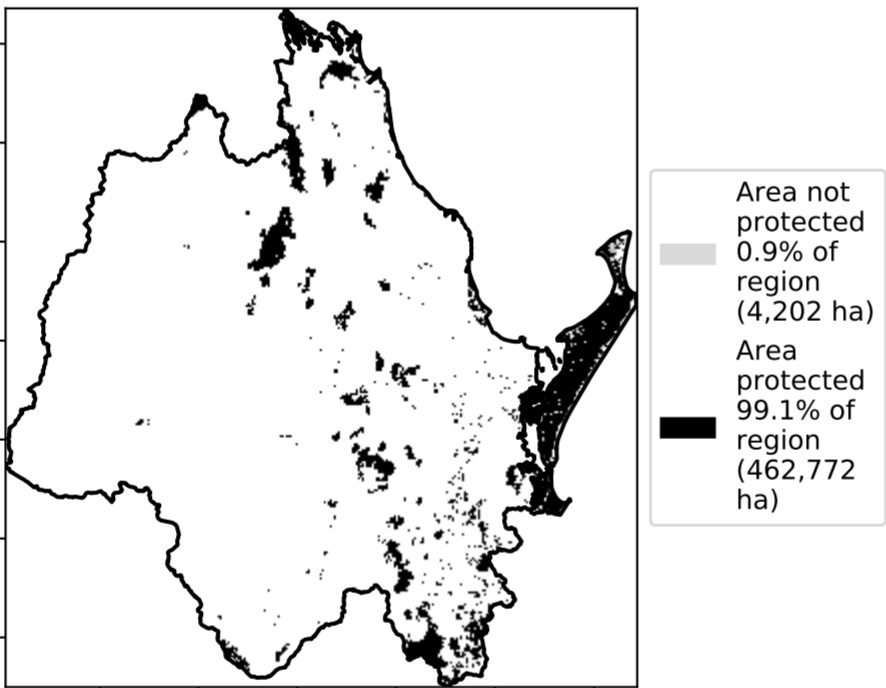 Area not
protected
0.9% of
region
(4,202 ha)
Area
protected
99.1% of
region
(462,772
ha)